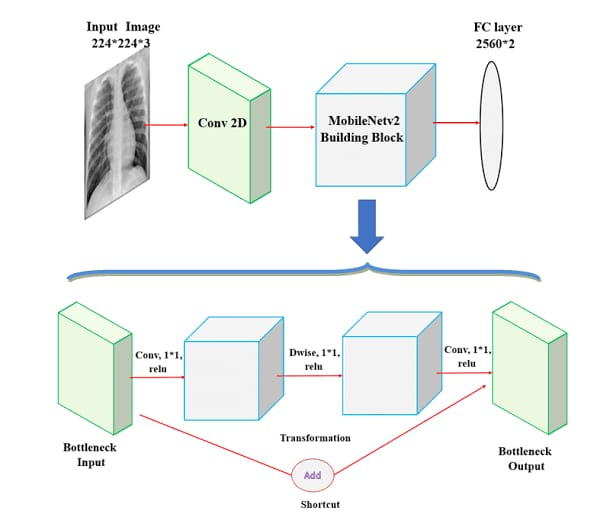 Input Image
224*224*3
FC layer
2560*2
Conv 2D
MobileNetv2
Building Block
Conv, 1*1,
relu
Dwise, 1*1,
relu
Conv, 1*1,
relu
Bottleneck
Input
Transformation
Add
Shortcut
Bottleneck
Output